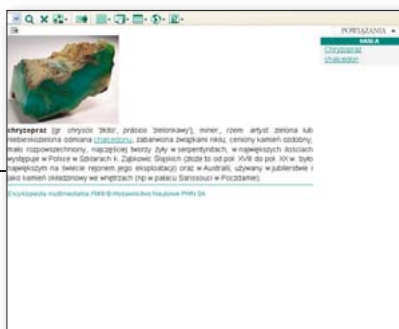 POWIĄZANIA
HASŁA
Chryzopraz
chalcedon
chryzopraz [gr. chrysós 'złoto', prásios 'zielonkawy'], miner., rzem. artyst. zielona lub
niebieskozielona odmiana chalcedonu, zabarwiona związkami niklu, ceniony kamień ozdobny;
mało rozpowszechniony, najczęściej tworzy żyły w serpentynitach, w największych ilościach
występuje w Polsce w Szklarach k. Ząbkowic Śląskich (złoże to od poł. XVIII do poł. XX w. było
największym na świecie rejonem jego eksploatacji) oraz w Australii; używany w jubilerstwie i
jako kamień okładzinowy we wnętrzach (np. w pałacu Sanssouci w Poczdamie).
Encyklopedia multimedialna PWN © Wydawnictwo Naukowe PWN SA